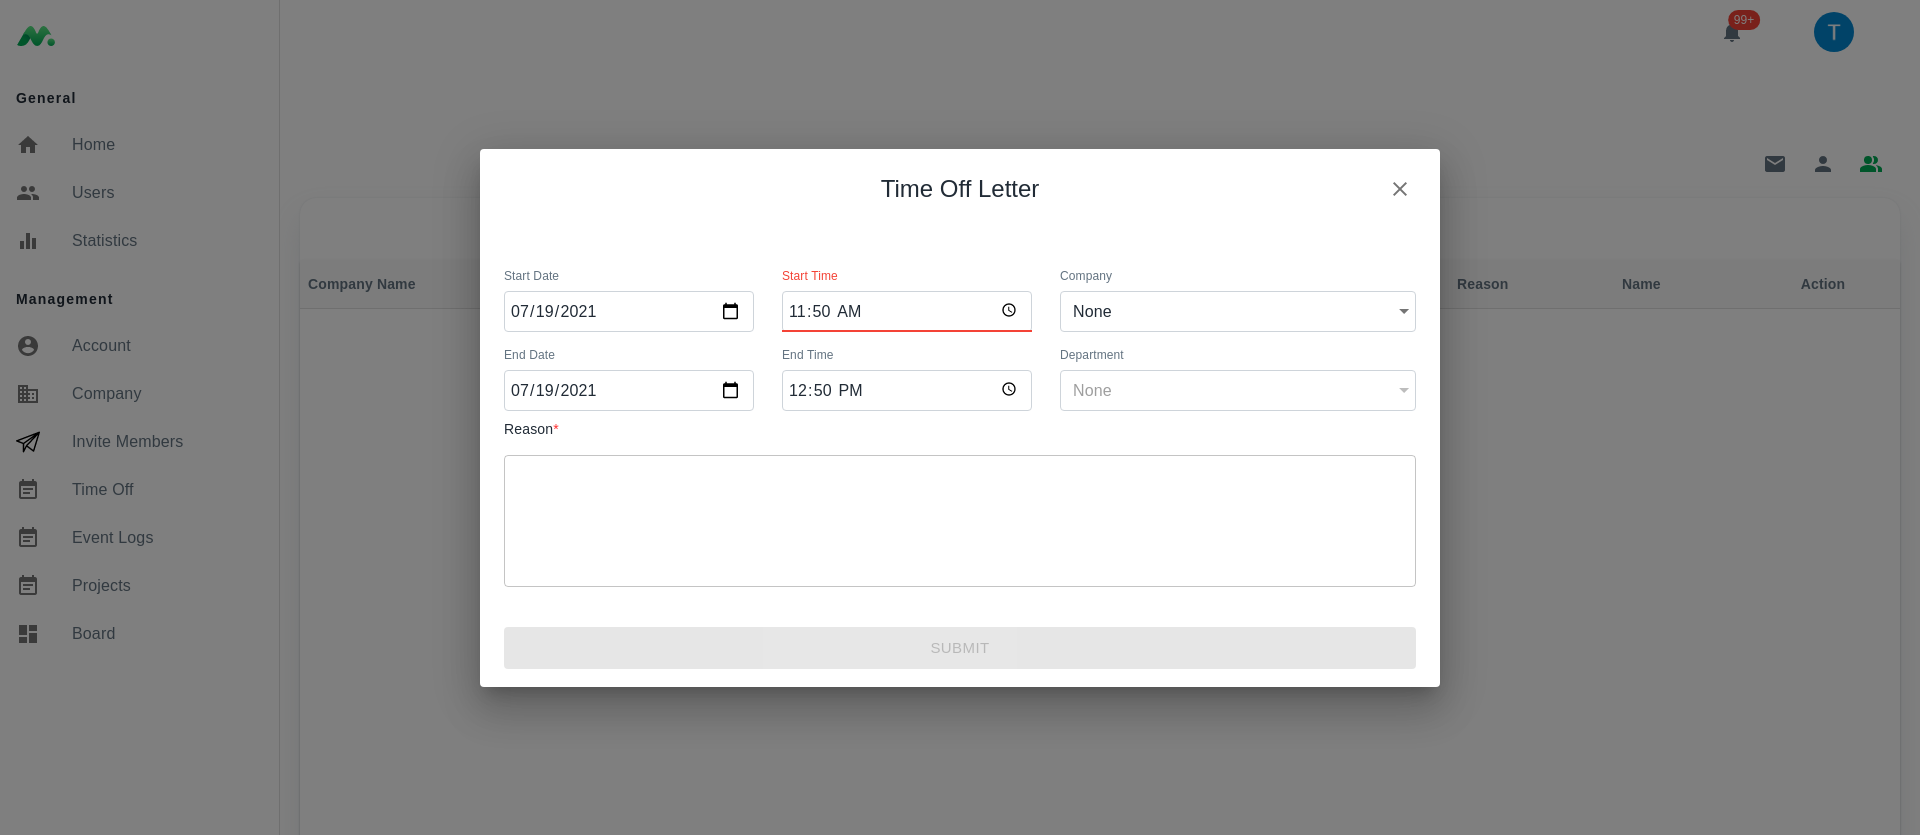 99+
T
General
Home
Users
Statistics
Management
Account
Company
Invite Members
Time Off
Event Logs
Projects
Board
Company Name
Reason
Name
Action
Time Off Letter
Start Date
Start Time
Company
07/19/2021
11:50 AM
None
End Date
End Time
Department
07/19/2021
12:50 PM
None
Reason*
SUBMIT